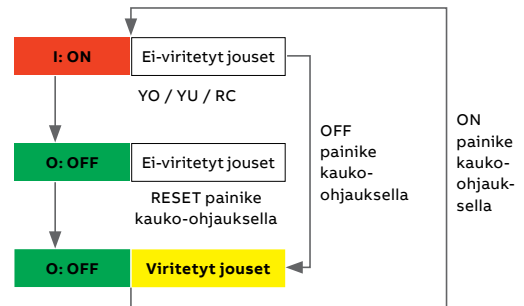 I: ON
Ei-viritetyt jouset
YO / YU / RC
O: OFF
Ei-viritetyt jouset
RESET painike
kauko-ohjauksella
O: OFF
Viritetyt jouset
OFF
painike
kauko-
ohjauksella
ON
painike
kauko-
ohjauk-
sella